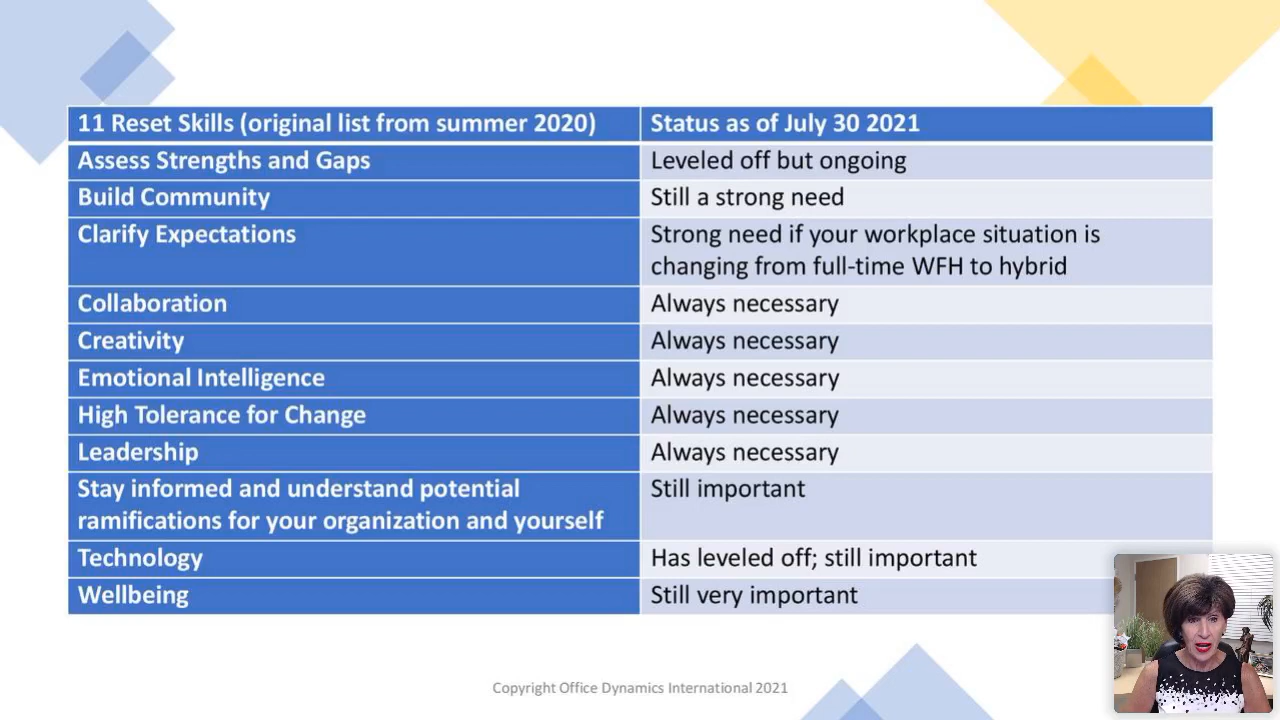 11 Reset Skills (original list from summer 2020) Status as of July 30 2021
Assess Strengths and Gaps Leveled off but ongoing
Build Community Still a strong need
Clarify Expectations Strong need if your workplace situation is
changing from full-time WFH to hybrid
Collaboration Always necessary
Creativity Always necessary
Emotional Intelligence Always necessary
High Tolerance for Change Always necessary
Leadership Always necessary
Stay informed and understand potential Still important
ramifications for your organization and yourself
Technology Has leveled off; still important
Wellbeing Still very important
Copyright Office Dynamics International 2021